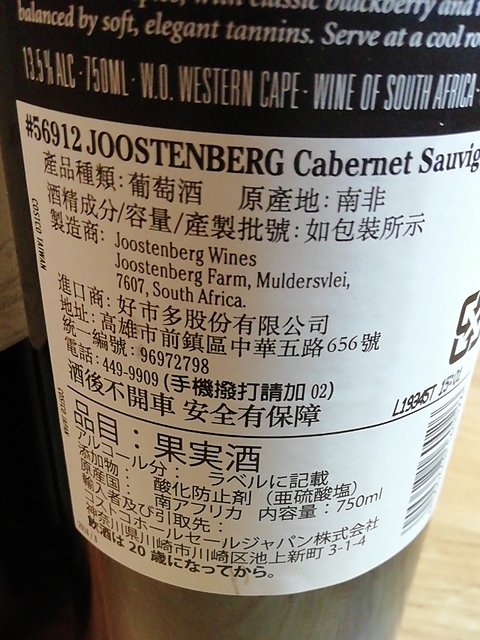 with classic blackberry and
balanced by soft, elegant tannins. Serve at a cool
13.5% ALC · 750ML · W.O. WESTERN CAPE · WINE OF SOUTH AFRICA ·
#56912 JOOSTENBERG Cabernet Sauvig
產品種類：葡萄酒 原產地：南非
酒精成分/容量/產製批號：如包裝所示
製造商：Joostenberg Wines
Joostenberg Farm, Muldersvlei,
7607, South Africa.
進口商：好市多股份有限公司
地址：高雄市前鎮區中華五路656號
統一編號：96972798
電話：449-9909 (手機撥打請加 02)
酒後不開車 安全有保障
COSTCO TAIWAN
L19345T 15:01
品目：果実酒
アルコール分： ラベルに記載
添加物： 酸化防止剤（亜硫酸塩）
原産国： 南アフリカ 内容量：750ml
輸入者及び引取先：
コストコホールセールジャパン株式会社
神奈川県川崎市川崎区池上新町 3-1-4
飲酒は 20 歳になってから。
COSTCO JAPAN